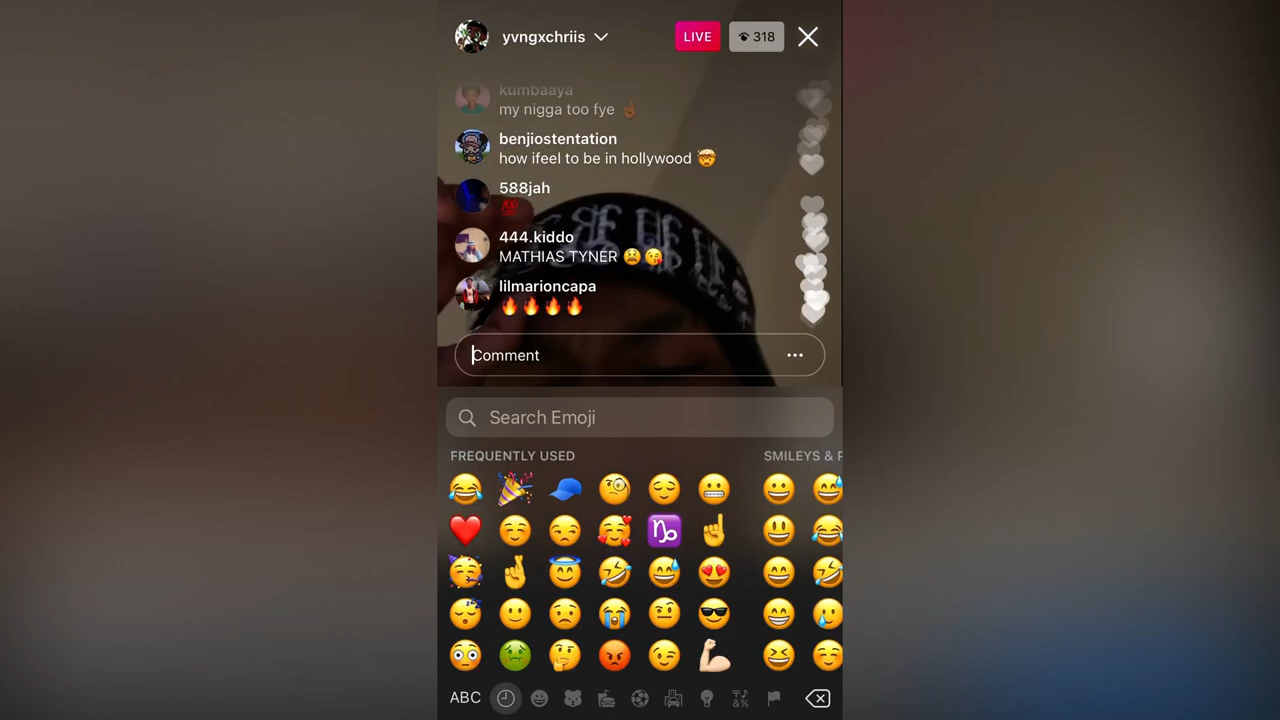 yvngxchriis
LIVE
318
kumbaaya
my nigga too fye
benjiostentation
how ifeel to be in hollywood
588jah
💯
444.kiddo
MATHIAS TYNER
lilmarioncapa
Comment
Search Emoji
FREQUENTLY USED
SMILEYS & P
ABC